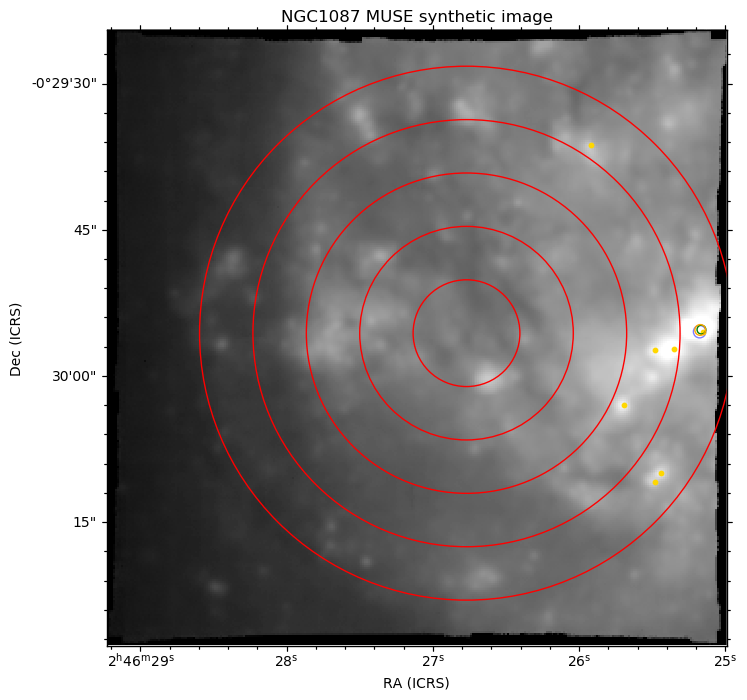 NGC1087 MUSE synthetic image
-0°29'30"
45"
30'00"
15"
Dec (ICRS)
2ʰ46ᵐ29ˢ 28ˢ 27ˢ 26ˢ 25ˢ
RA (ICRS)